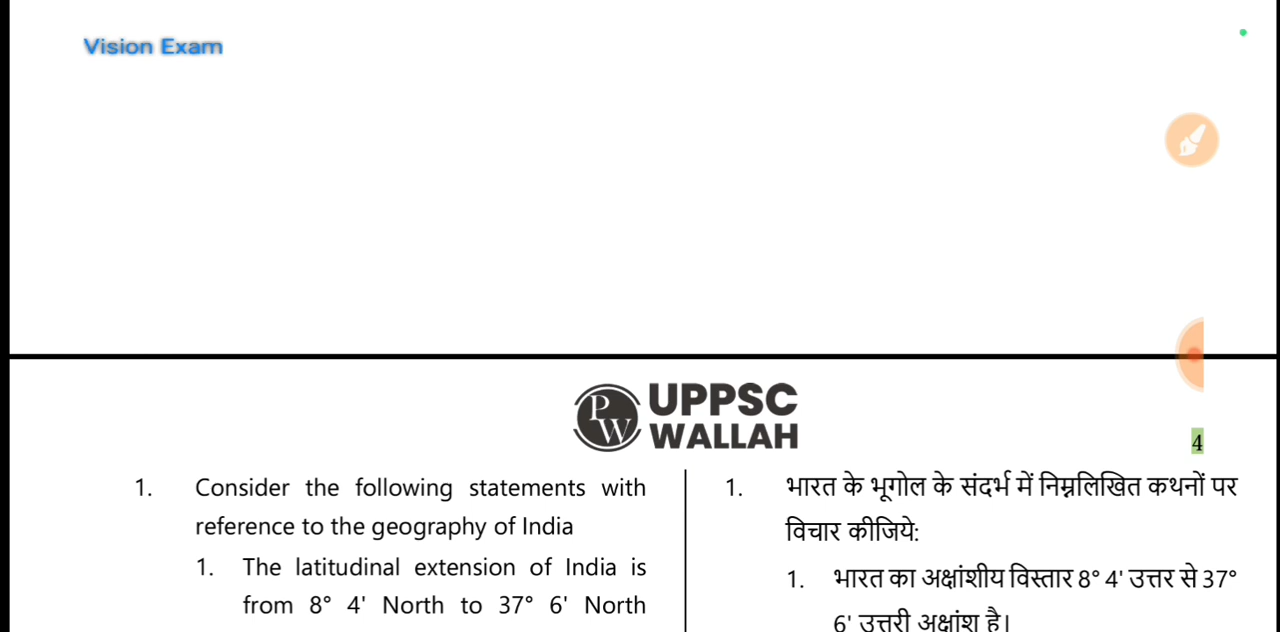 Vision Exam
PW UPPSC
WALLAH
4
1. Consider the following statements with
reference to the geography of India
1. The latitudinal extension of India is
from 8° 4' North to 37° 6' North
1. भारत के भूगोल के संदर्भ में निम्नलिखित कथनों पर
विचार कीजिये:
1. भारत का अक्षांशीय विस्तार 8° 4' उत्तर से 37°
6' उत्तरी अक्षांश है।